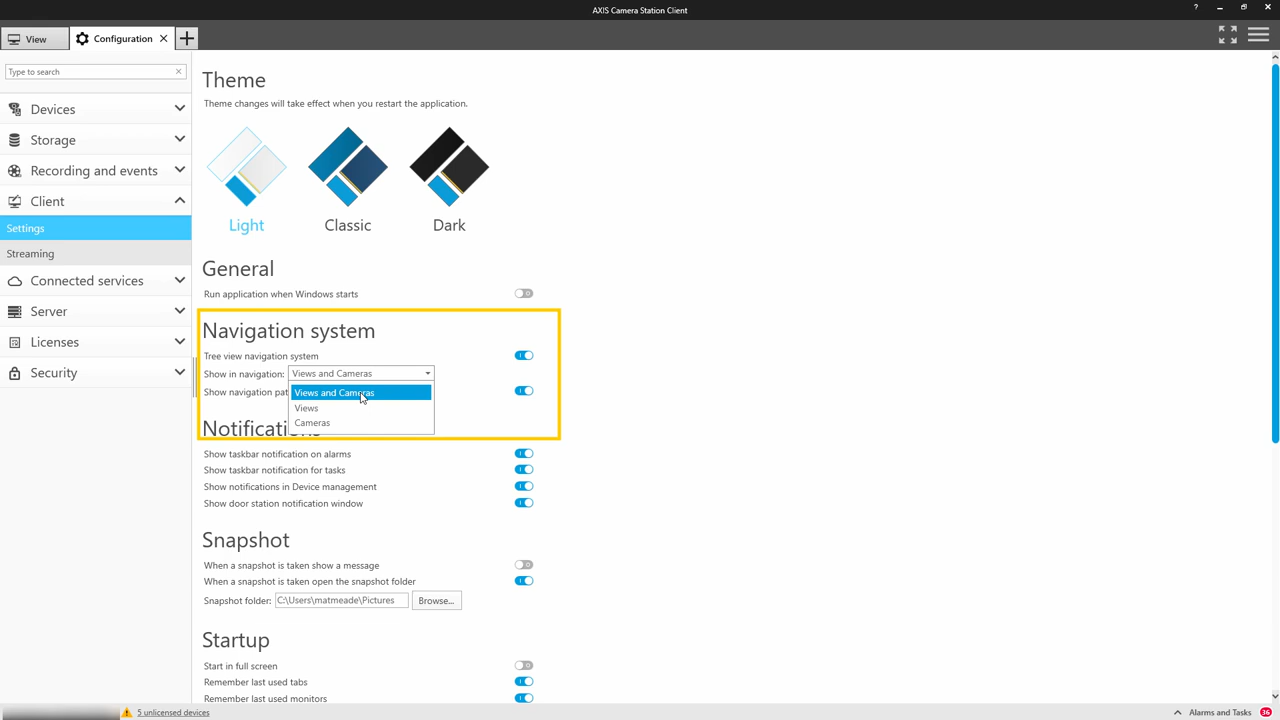 AXIS Camera Station Client
View
Configuration
Type to search
Devices
Storage
Recording and events
Client
Settings
Streaming
Connected services
Server
Licenses
Security
Theme
Theme changes will take effect when you restart the application.
Light
Classic
Dark
General
Run application when Windows starts
Navigation system
Tree view navigation system
Show in navigation: Views and Cameras
Show navigation pat
Views and Cameras
Views
Cameras
Notifications
Show taskbar notification on alarms
Show taskbar notification for tasks
Show notifications in Device management
Show door station notification window
Snapshot
When a snapshot is taken show a message
When a snapshot is taken open the snapshot folder
Snapshot folder: C:\Users\matmeade\Pictures Browse...
Startup
Start in full screen
Remember last used tabs
Remember last used monitors
5 unlicensed devices
Alarms and Tasks 36